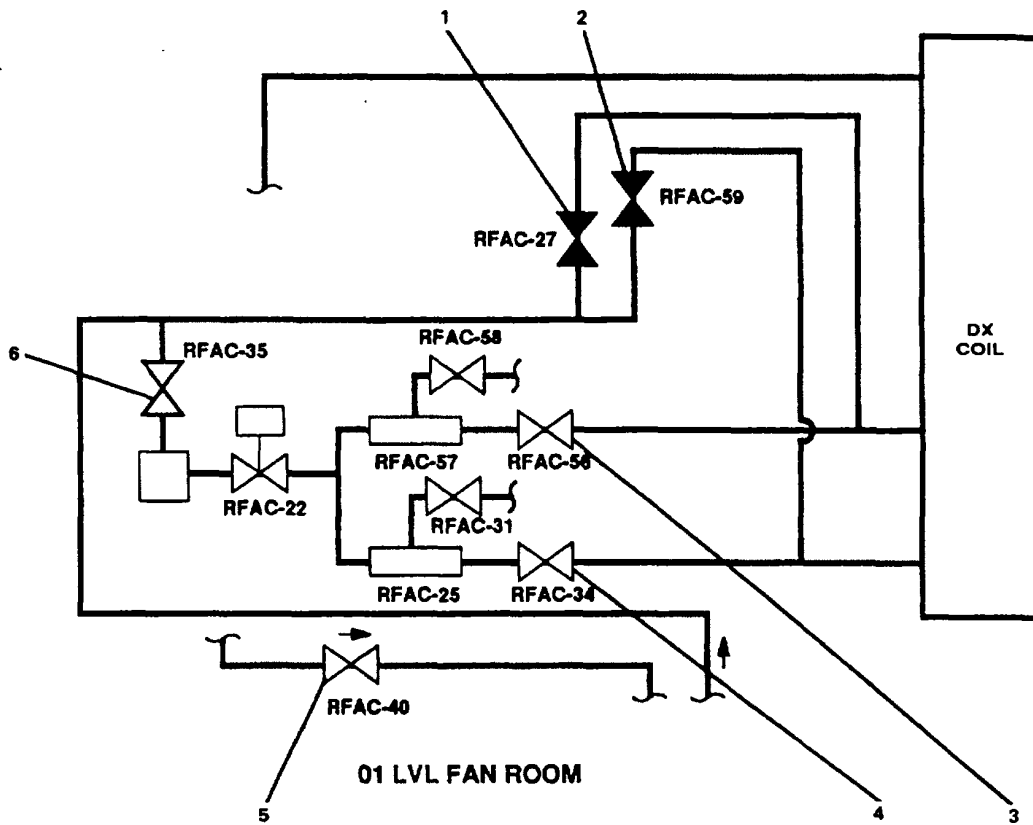 1
2
RFAC-59
RFAC-27
RFAC-58
RFAC-35
6
DX
COIL
RFAC-57
RFAC-56
RFAC-22
RFAC-31
RFAC-25
RFAC-34
RFAC-40
01 LVL FAN ROOM
5
4
3